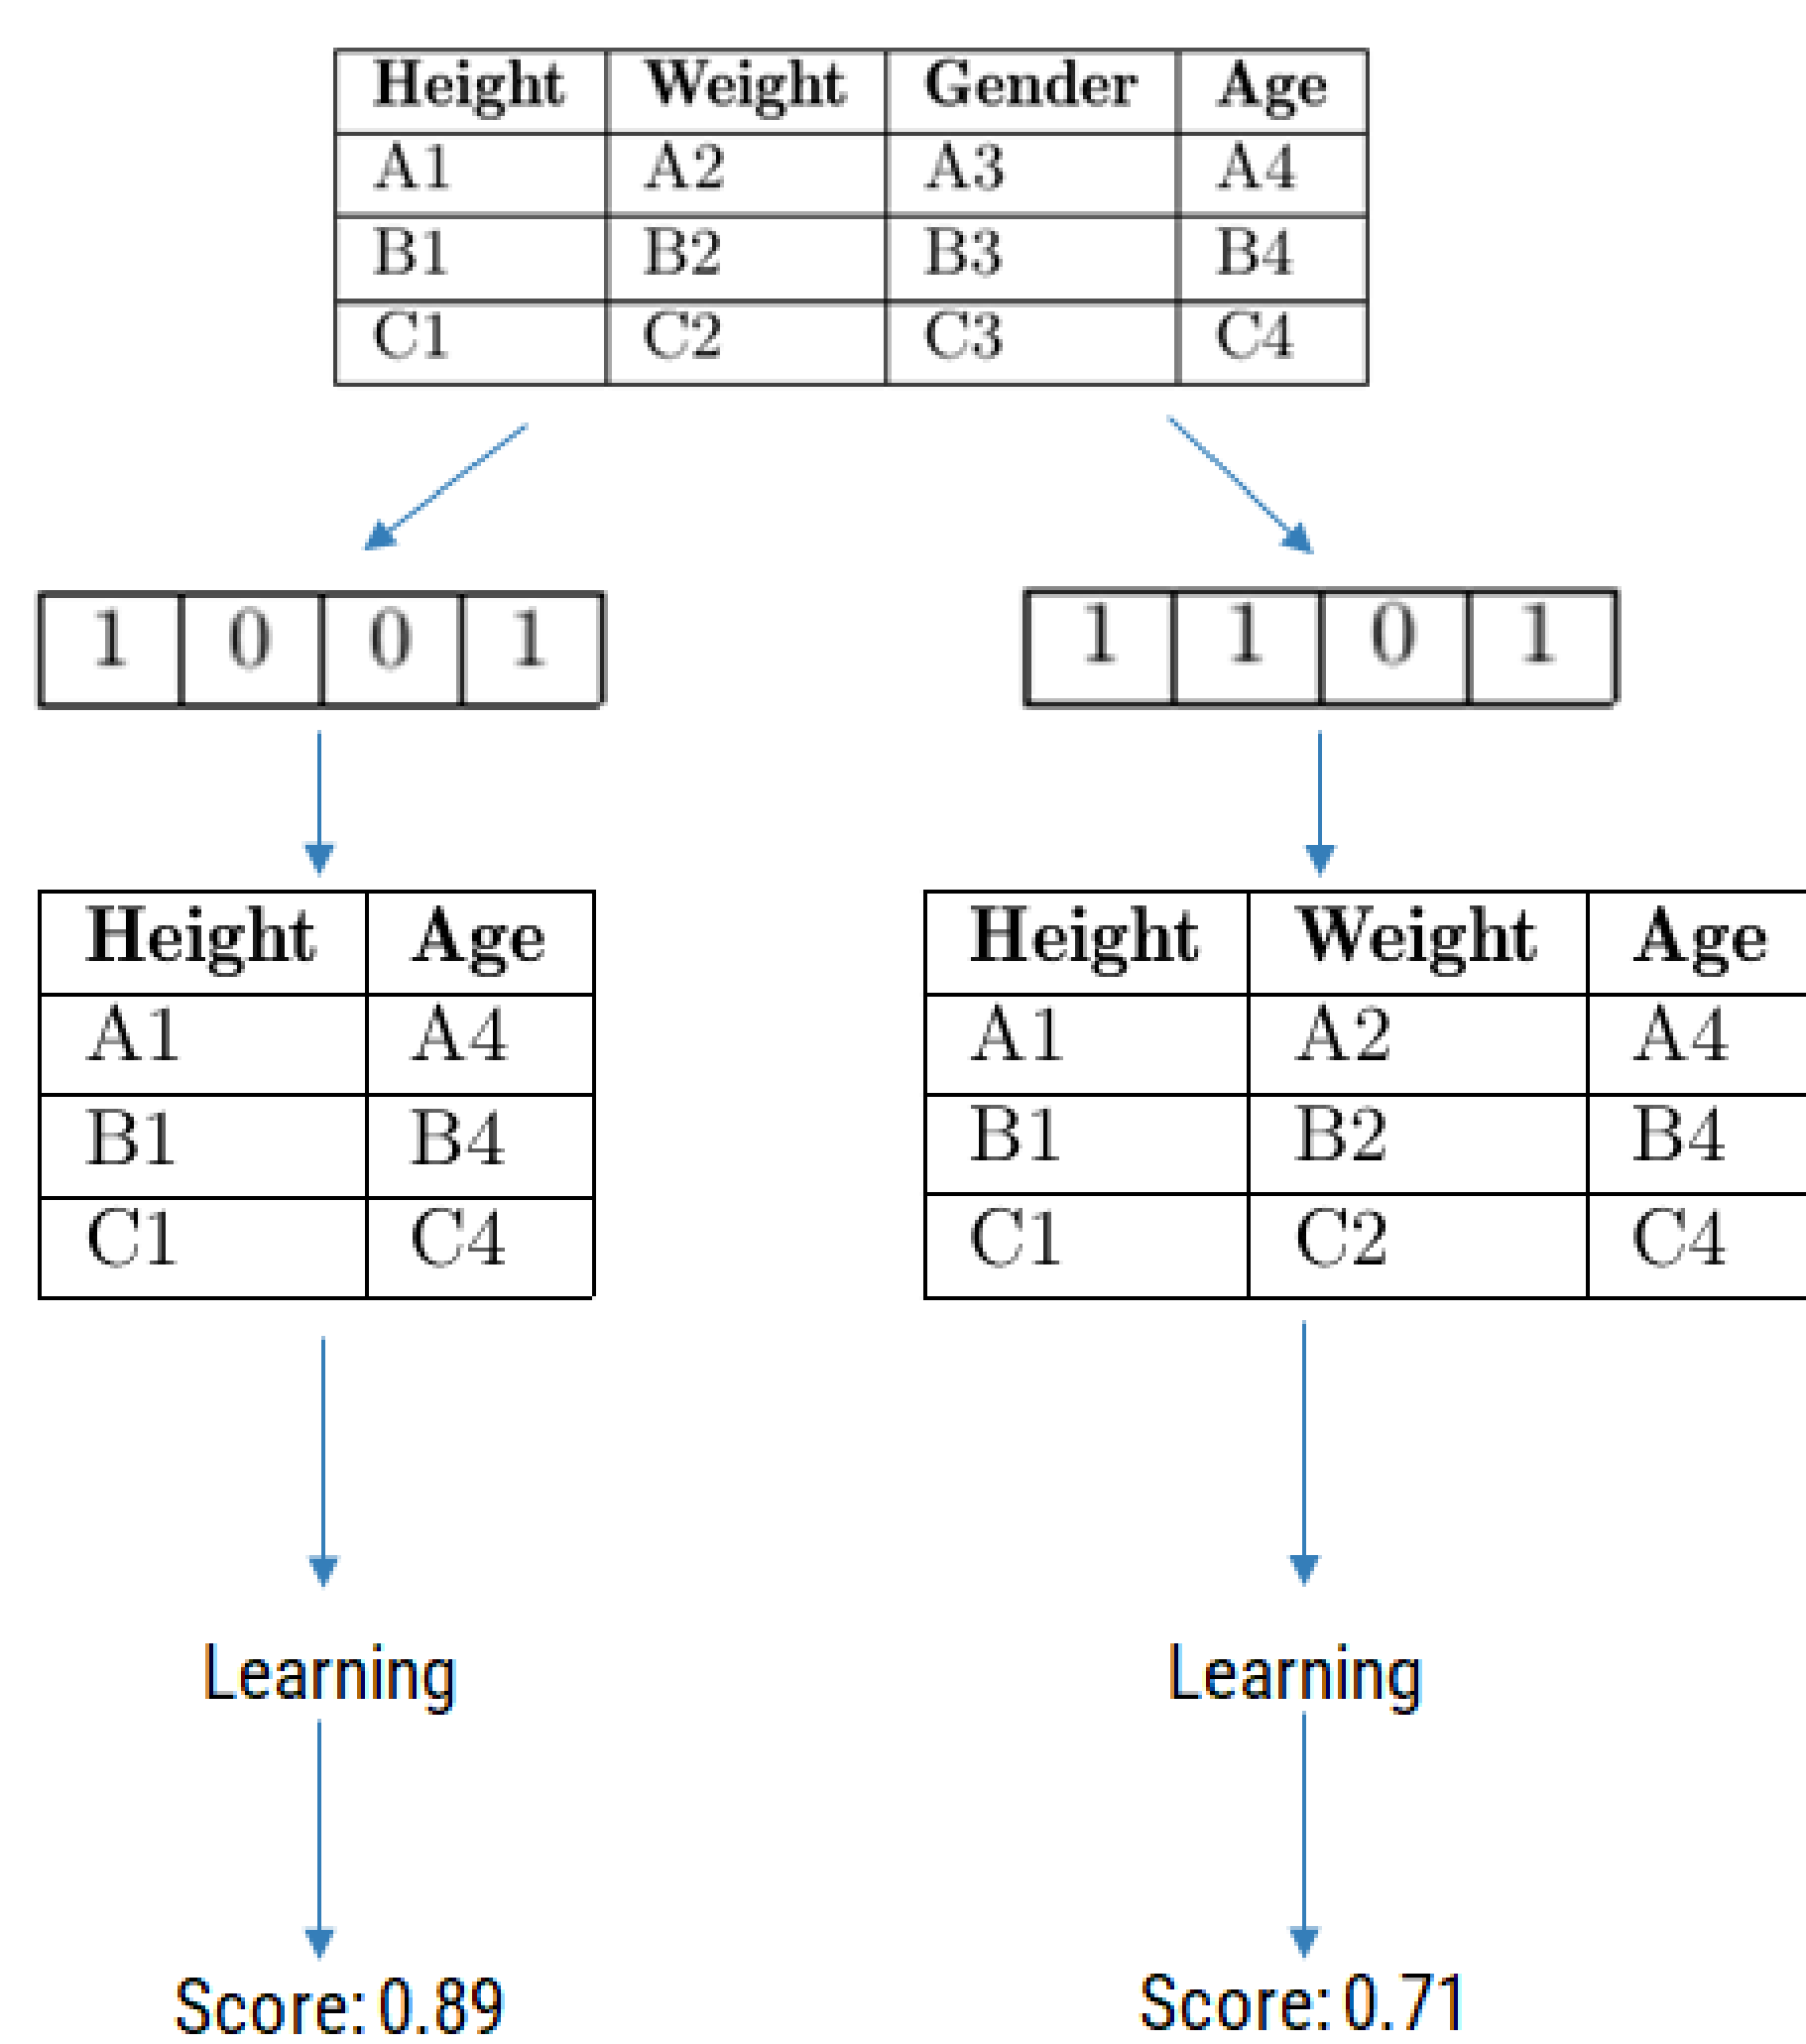 Height Weight Gender Age
A1 A2 A3 A4
B1 B2 B3 B4
C1 C2 C3 C4
1 0 0 1
1 1 0 1
Height Age
A1 A4
B1 B4
C1 C4
Height Weight Age
A1 A2 A4
B1 B2 B4
C1 C2 C4
Learning
Learning
Score: 0.89
Score: 0.71